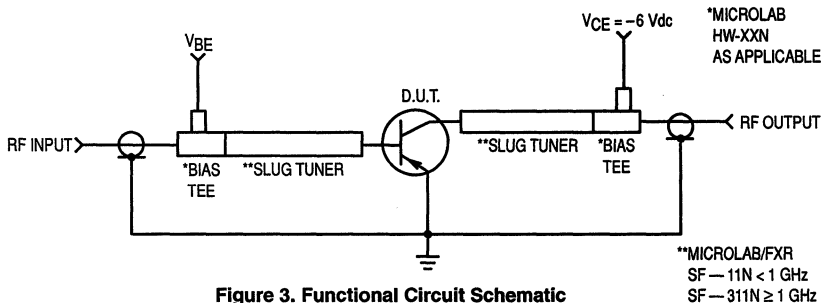 V_BE
V_CE = –6 Vdc
*MICROLAB
HW-XXN
AS APPLICABLE
D.U.T.
RF INPUT
*BIAS
TEE
**SLUG TUNER
**SLUG TUNER
*BIAS
TEE
RF OUTPUT
**MICROLAB/FXR
SF — 11N < 1 GHz
SF — 311N ≥ 1 GHz
Figure 3. Functional Circuit Schematic